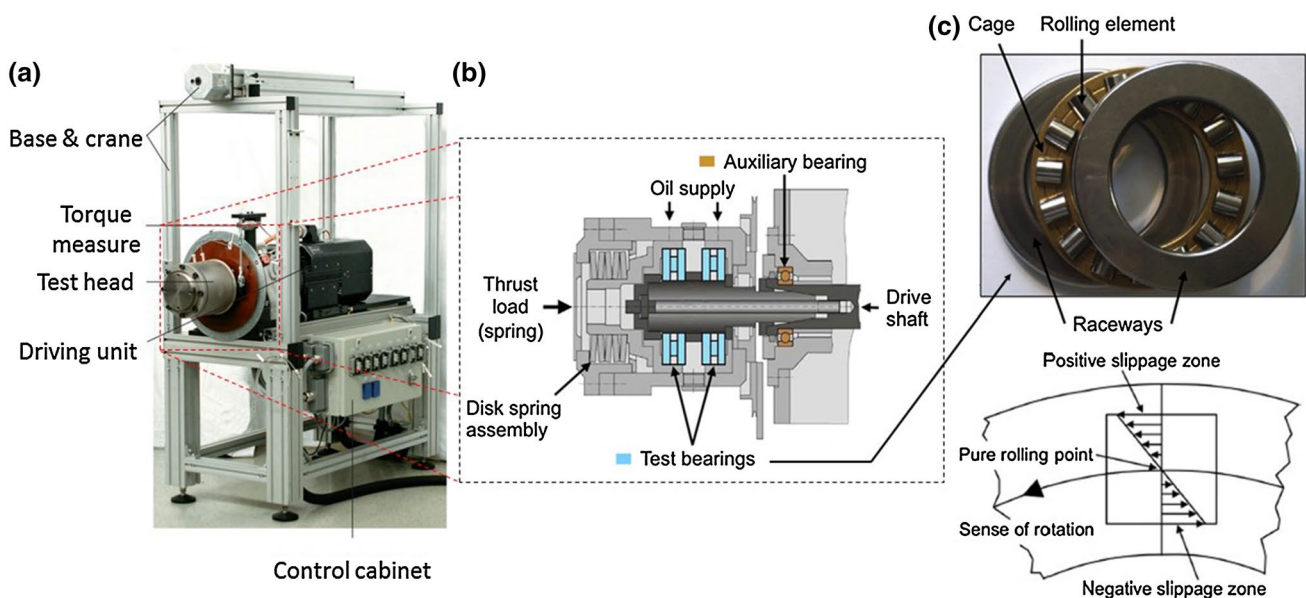 (a)
Base & crane
Torque
measure
Test head
Driving unit
Control cabinet
(b)
Auxiliary bearing
Oil supply
Thrust
load
(spring)
Drive
shaft
Disk spring
assembly
Test bearings
(c)
Cage
Rolling element
Raceways
Positive slippage zone
Pure rolling point
Sense of rotation
Negative slippage zone